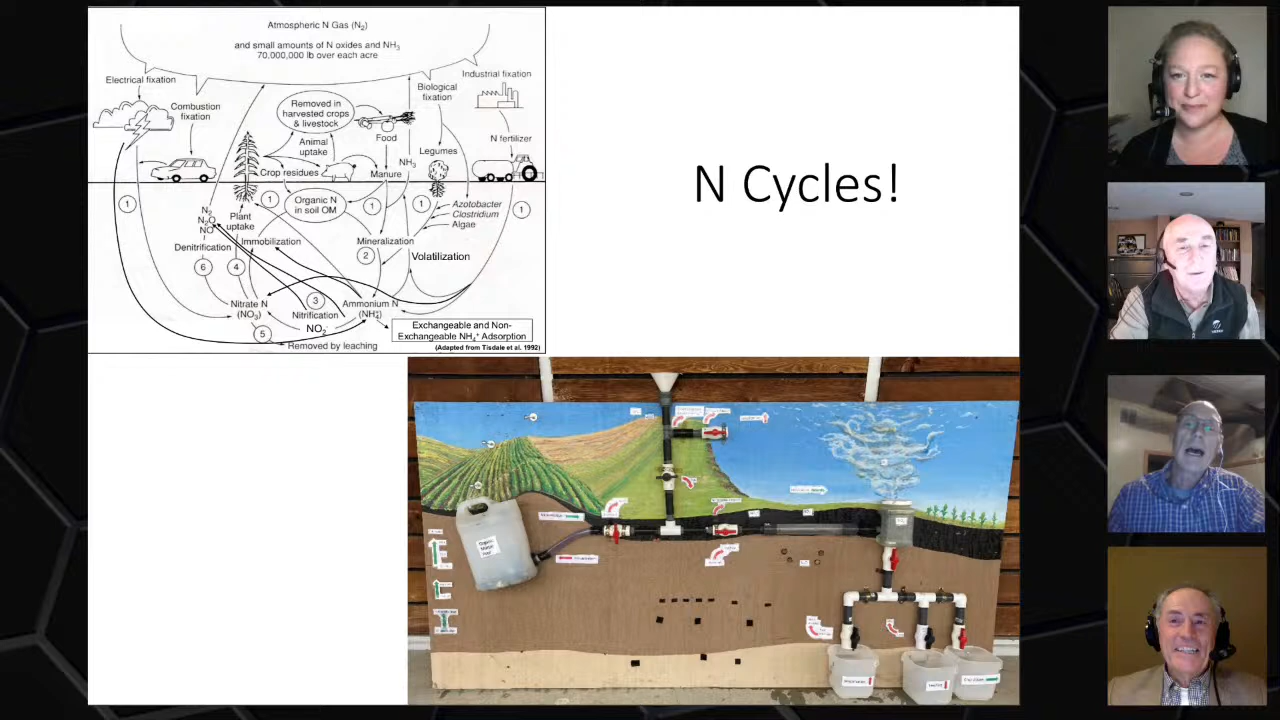 Atmospheric N Gas (N₂)
and small amounts of N oxides and NH₃
70,000,000 lb over each acre
Electrical fixation
Combustion
fixation
Removed in
harvested crops
& livestock
Biological
fixation
Industrial fixation
Animal
uptake
Food
NH₃
Legumes
N fertilizer
Crop residues
Manure
1
1
1
1
1
Organic N
in soil OM
Azotobacter
Clostridium
Algae
N₂
N₂O
NO
Plant
uptake
Denitrification
Immobilization
Mineralization
2
Volatilization
6
4
3
Nitrate N
(NO₃⁻)
Nitrification
NO₂⁻
Ammonium N
(NH₄⁺)
5
Removed by leaching
Exchangeable and Non-
Exchangeable NH₄⁺ Adsorption
(Adapted from Tisdale et al. 1992)
N Cycles!